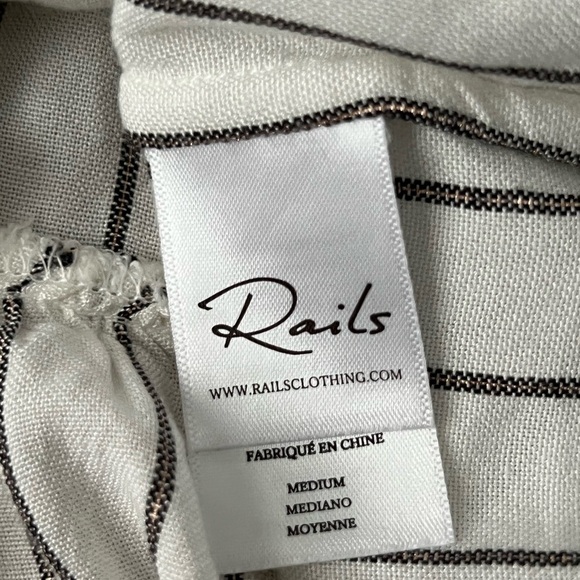 Rails
WWW.RAILSCLOTHING.COM
FABRIQUÉ EN CHINE
MEDIUM
MEDIANO
MOYENNE